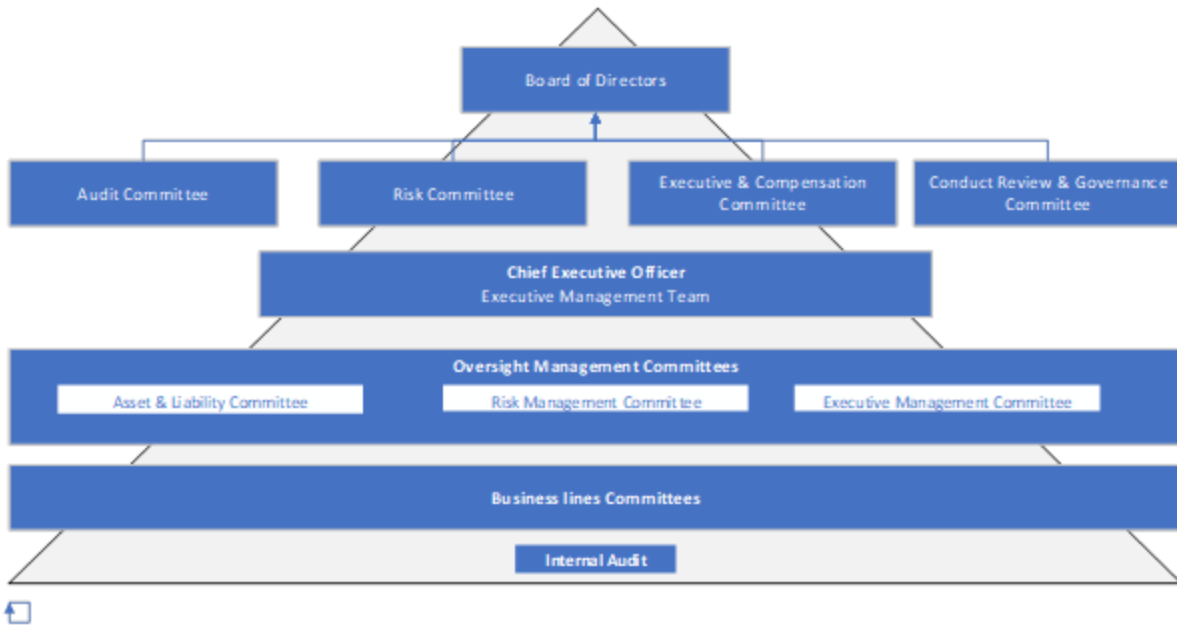 Board of Directors
Audit Committee
Risk Committee
Executive & Compensation
Committee
Conduct Review & Governance
Committee
Chief Executive Officer
Executive Management Team
Oversight Management Committees
Asset & Liability Committee
Risk Management Committee
Executive Management Committee
Business lines Committees
Internal Audit